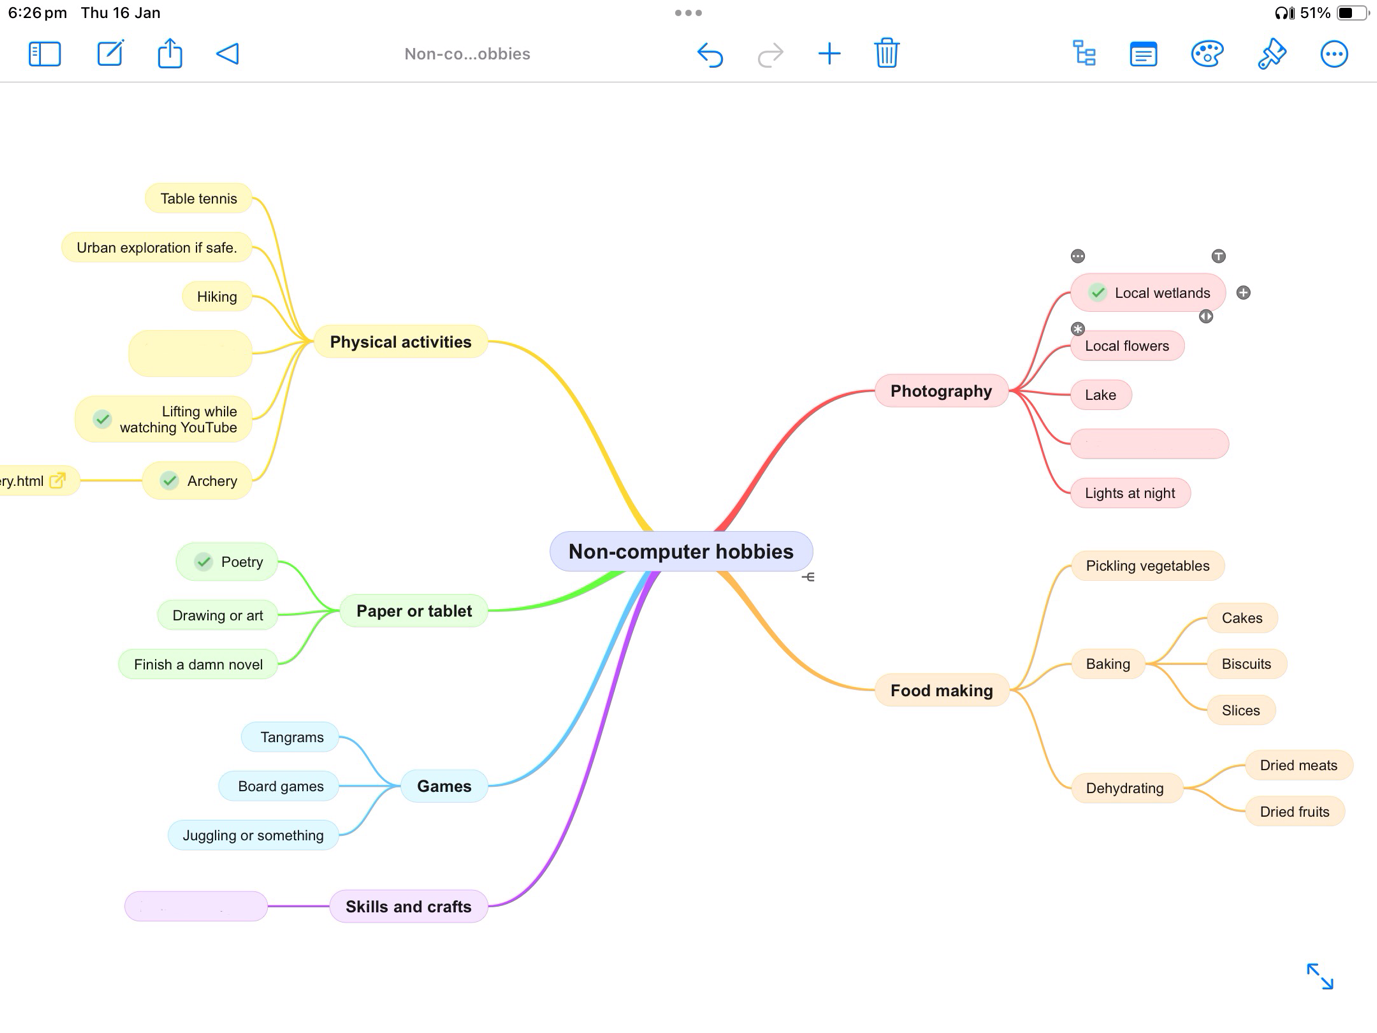 6:26 pm Thu 16 Jan
51%
Non-co...obbies
Table tennis
Urban exploration if safe.
Hiking
Physical activities
Lifting while
watching YouTube
ry.html
Archery
Poetry
Drawing or art
Paper or tablet
Finish a damn novel
Tangrams
Board games
Games
Juggling or something
Skills and crafts
Non-computer hobbies
Local wetlands
Local flowers
Photography
Lake
Lights at night
Pickling vegetables
Cakes
Baking
Biscuits
Slices
Food making
Dried meats
Dehydrating
Dried fruits